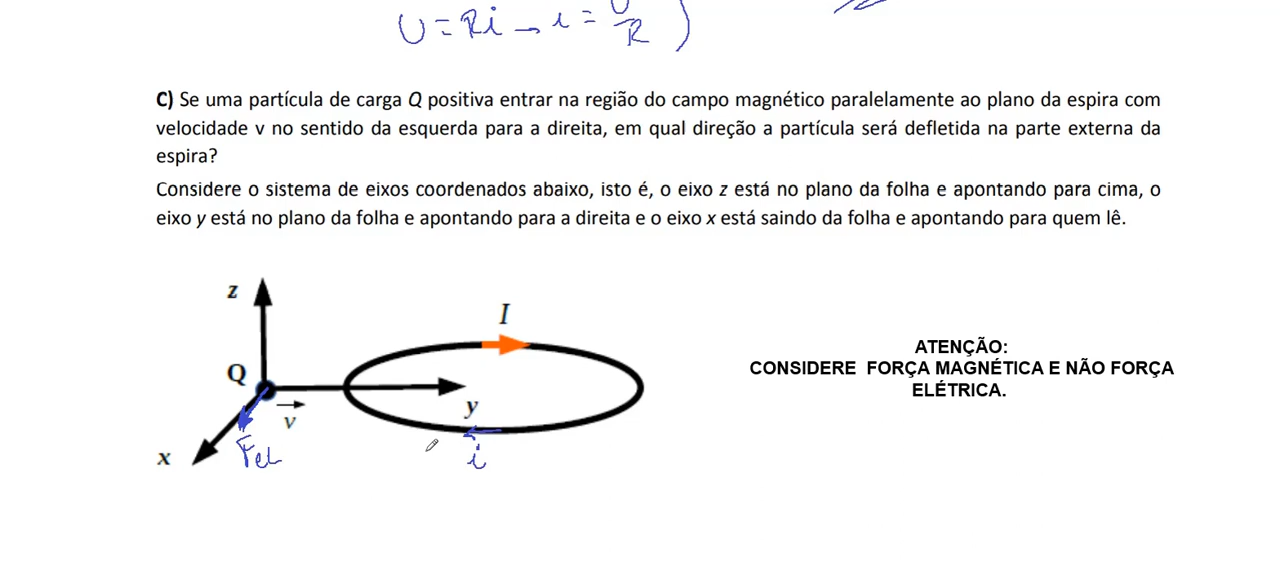 U = Ri → i = U/R )
C) Se uma partícula de carga Q positiva entrar na região do campo magnético paralelamente ao plano da espira com
velocidade v no sentido da esquerda para a direita, em qual direção a partícula será defletida na parte externa da
espira?
Considere o sistema de eixos coordenados abaixo, isto é, o eixo z está no plano da folha e apontando para cima, o
eixo y está no plano da folha e apontando para a direita e o eixo x está saindo da folha e apontando para quem lê.
z
I
Q
ATENÇÃO:
CONSIDERE FORÇA MAGNÉTICA E NÃO FORÇA
ELÉTRICA.
y
v
x
Fel
i